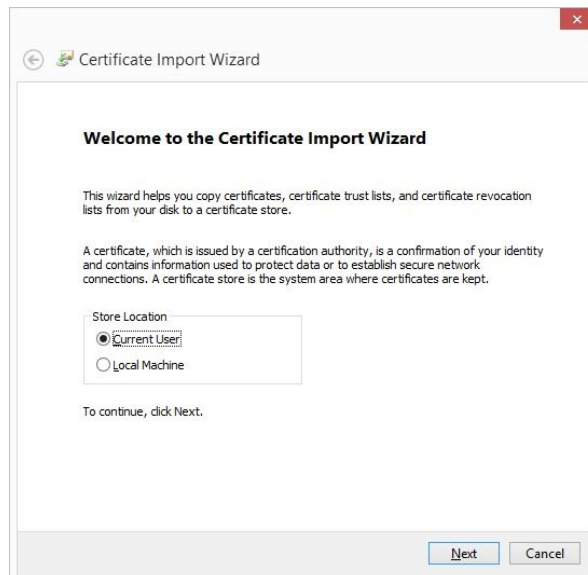 Certificate Import Wizard
Welcome to the Certificate Import Wizard
This wizard helps you copy certificates, certificate trust lists, and certificate revocation
lists from your disk to a certificate store.
A certificate, which is issued by a certification authority, is a confirmation of your identity
and contains information used to protect data or to establish secure network
connections. A certificate store is the system area where certificates are kept.
Store Location
Current User
Local Machine
To continue, click Next.
Next Cancel